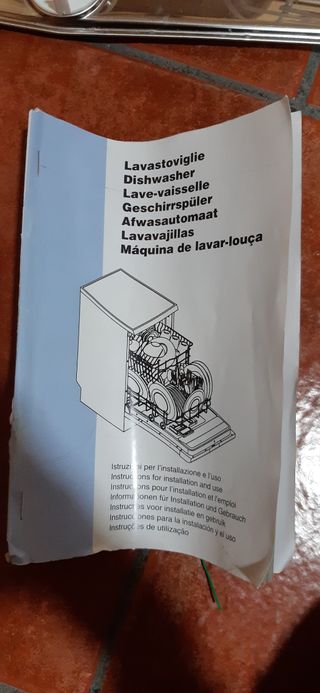 Lavastoviglie
Dishwasher
Lave-vaisselle
Geschirrspüler
Afwasautomaat
Lavavajillas
Máquina de lavar-louça
Istruzioni per l'installazione e l'uso
Instructions for installation and use
Instructions pour l'installation et l'emploi
Informationen für Installation und Gebrauch
Instructies voor installatie en gebruik
Instrucciones para la instalación y el uso
Instruções de utilização